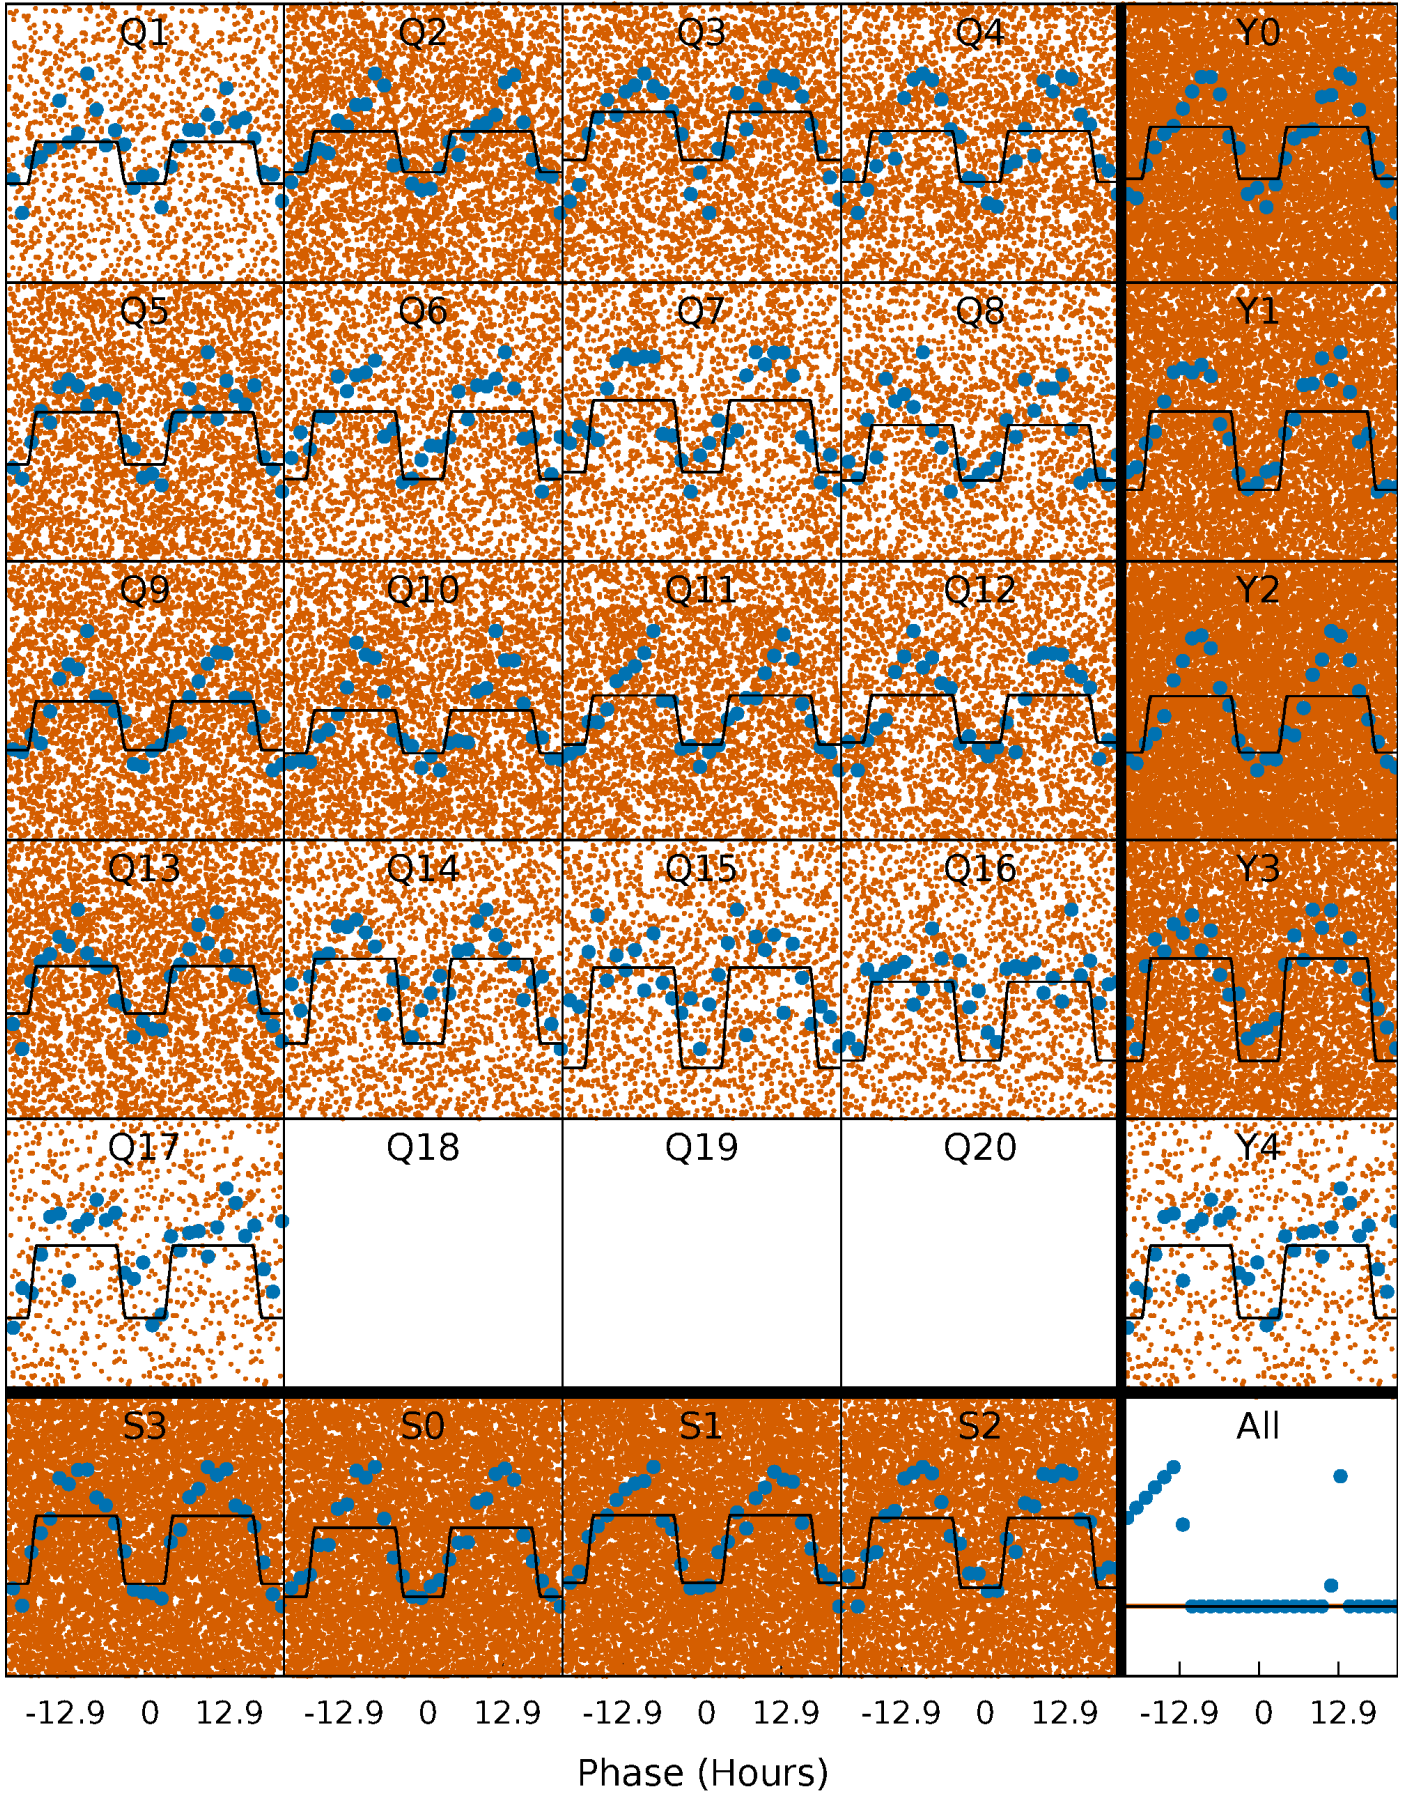 Q1 Q2 Q3 Q4 Y0
Q5 Q6 Q7 Q8 Y1
Q9 Q10 Q11 Q12 Y2
Q13 Q14 Q15 Q16 Y3
Q17 Q18 Q19 Q20 Y4
S3 S0 S1 S2 All
-12.9 0 12.9 -12.9 0 12.9 -12.9 0 12.9 -12.9 0 12.9 -12.9 0 12.9
Phase (Hours)